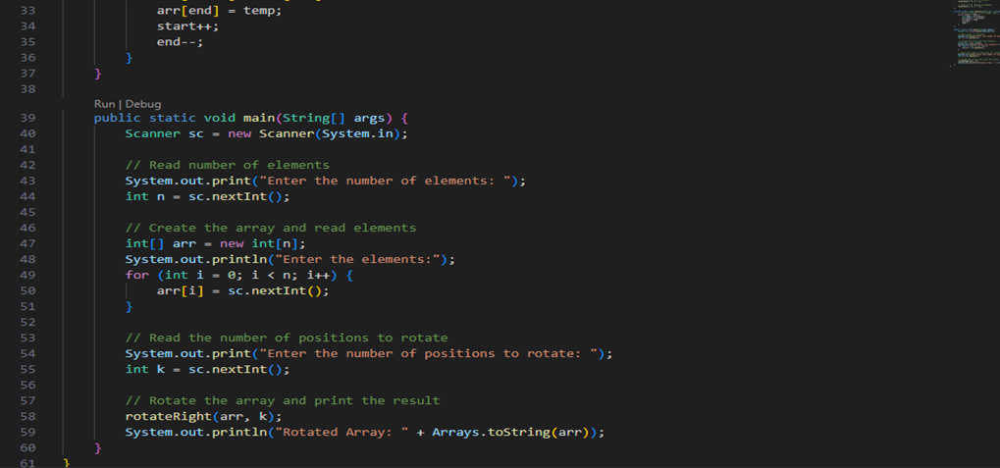 33 arr[end] = temp;
34 start++;
35 end--;
36 }
37 }
38
Run | Debug
39 public static void main(String[] args) {
40 Scanner sc = new Scanner(System.in);
41
42 // Read number of elements
43 System.out.print("Enter the number of elements: ");
44 int n = sc.nextInt();
45
46 // Create the array and read elements
47 int[] arr = new int[n];
48 System.out.println("Enter the elements:");
49 for (int i = 0; i < n; i++) {
50 arr[i] = sc.nextInt();
51 }
52
53 // Read the number of positions to rotate
54 System.out.print("Enter the number of positions to rotate: ");
55 int k = sc.nextInt();
56
57 // Rotate the array and print the result
58 rotateRight(arr, k);
59 System.out.println("Rotated Array: " + Arrays.toString(arr));
60 }
61 }